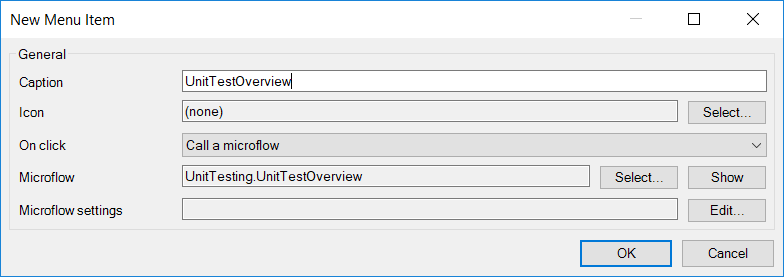 New Menu Item
General
Caption UnitTestOverview
Icon (none) Select...
On click Call a microflow
Microflow UnitTesting.UnitTestOverview Select... Show
Microflow settings Edit...
OK Cancel